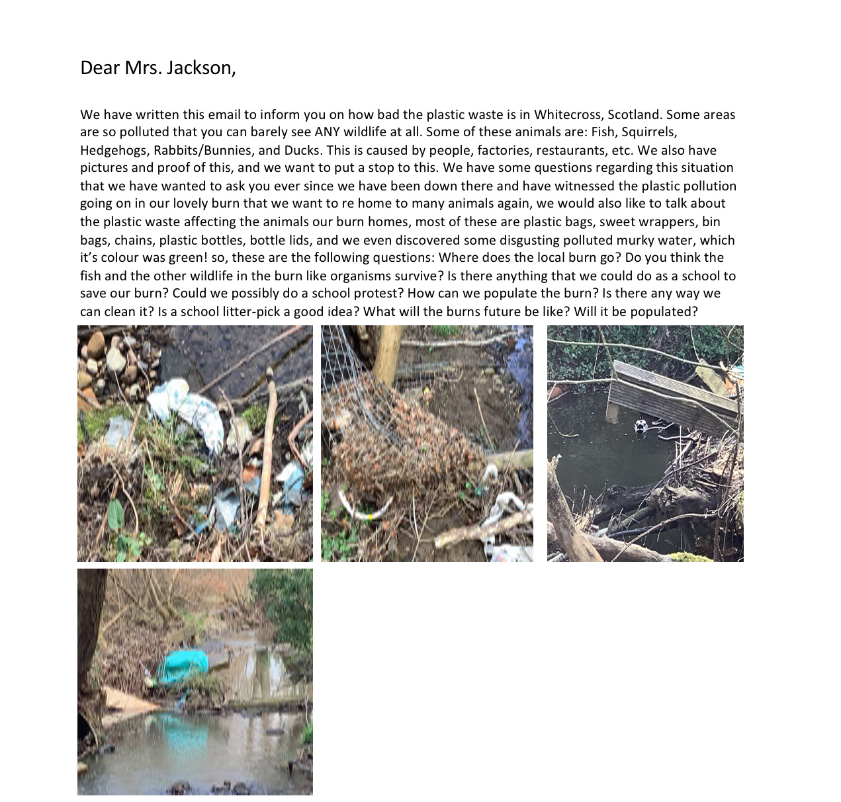 Dear Mrs. Jackson,
We have written this email to inform you on how bad the plastic waste is in Whitecross, Scotland. Some areas
are so polluted that you can barely see ANY wildlife at all. Some of these animals are: Fish, Squirrels,
Hedgehogs, Rabbits/Bunnies, and Ducks. This is caused by people, factories, restaurants, etc. We also have
pictures and proof of this, and we want to put a stop to this. We have some questions regarding this situation
that we have wanted to ask you ever since we have been down there and have witnessed the plastic pollution
going on in our lovely burn that we want to re home to many animals again, we would also like to talk about
the plastic waste affecting the animals our burn homes, most of these are plastic bags, sweet wrappers, bin
bags, chains, plastic bottles, bottle lids, and we even discovered some disgusting polluted murky water, which
it’s colour was green! so, these are the following questions: Where does the local burn go? Do you think the
fish and the other wildlife in the burn like organisms survive? Is there anything that we could do as a school to
save our burn? Could we possibly do a school protest? How can we populate the burn? Is there any way we
can clean it? Is a school litter-pick a good idea? What will the burns future be like? Will it be populated?